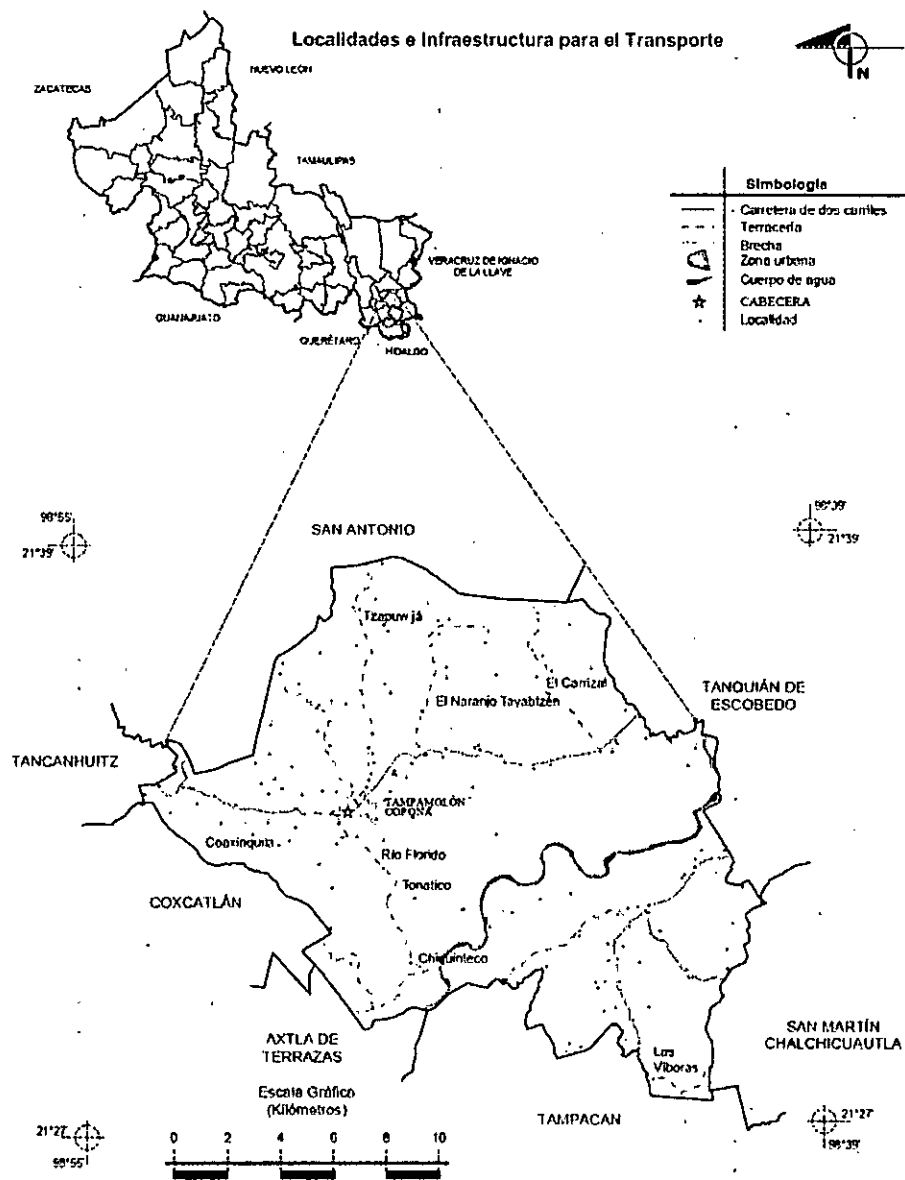 Localidades e Infraestructura para el Transporte
N
NUEVO LEÓN
ZACATECAS
TAMAULIPAS
VERACRUZ DE IGNACIO
DE LA LLAVE
GUANAJUATO
QUERÉTARO
HIDALGO
Simbología
Carretera de dos carriles
Terracería
Brecha
Zona urbana
Cuerpo de agua
CABECERA
Localidad
98°55'
21°39'
98°39'
21°39'
SAN ANTONIO
Tzapuwjá
El Carrizal
El Naranjo Tayabtzén
TANQUIÁN DE
ESCOBEDO
TANCANHUITZ
TAMPAMOLÓN
CORONA
Coaxinquila
Río Florido
Tonatico
COXCATLÁN
Chiquinteco
AXTLA DE
TERRAZAS
SAN MARTÍN
CHALCHICUAUTLA
Las
Víboras
Escala Gráfico
(Kilómetros)
TAMPACAN
21°27'
98°55'
0 2 4 6 8 10
21°27'
98°39'